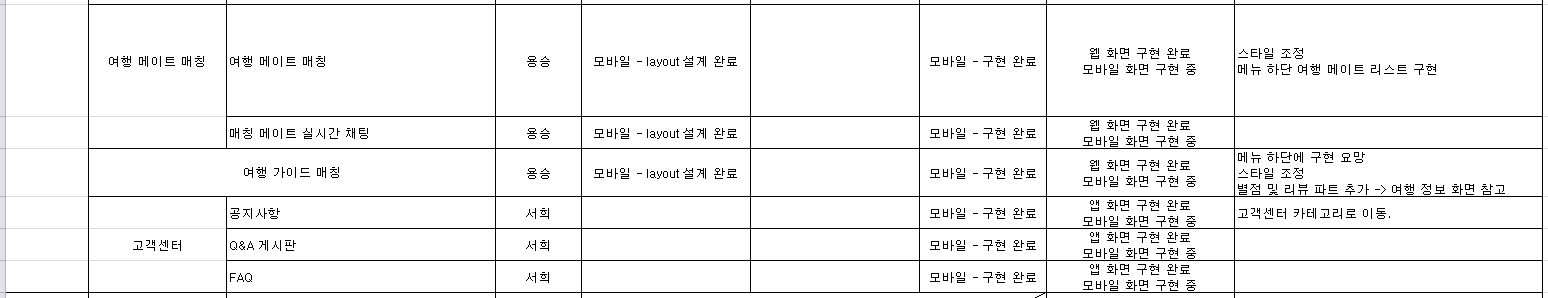 여행 메이트 매칭
여행 메이트 매칭
용승
모바일 - layout 설계 완료
모바일 - 구현 완료
웹 화면 구현 완료
모바일 화면 구현 중
스타일 조정
메뉴 하단 여행 메이트 리스트 구현
매칭 메이트 실시간 채팅
용승
모바일 - layout 설계 완료
모바일 - 구현 완료
웹 화면 구현 완료
모바일 화면 구현 중
여행 가이드 매칭
용승
모바일 - layout 설계 완료
모바일 - 구현 완료
웹 화면 구현 완료
모바일 화면 구현 중
메뉴 하단에 구현 요망
스타일 조정
별점 및 리뷰 파트 추가 -> 여행 정보 화면 참고
고객센터
공지사항
서희
모바일 - 구현 완료
앱 화면 구현 완료
모바일 화면 구현 중
고객센터 카테고리로 이동.
Q&A 게시판
서희
모바일 - 구현 완료
앱 화면 구현 완료
모바일 화면 구현 중
FAQ
서희
모바일 - 구현 완료
앱 화면 구현 완료
모바일 화면 구현 중